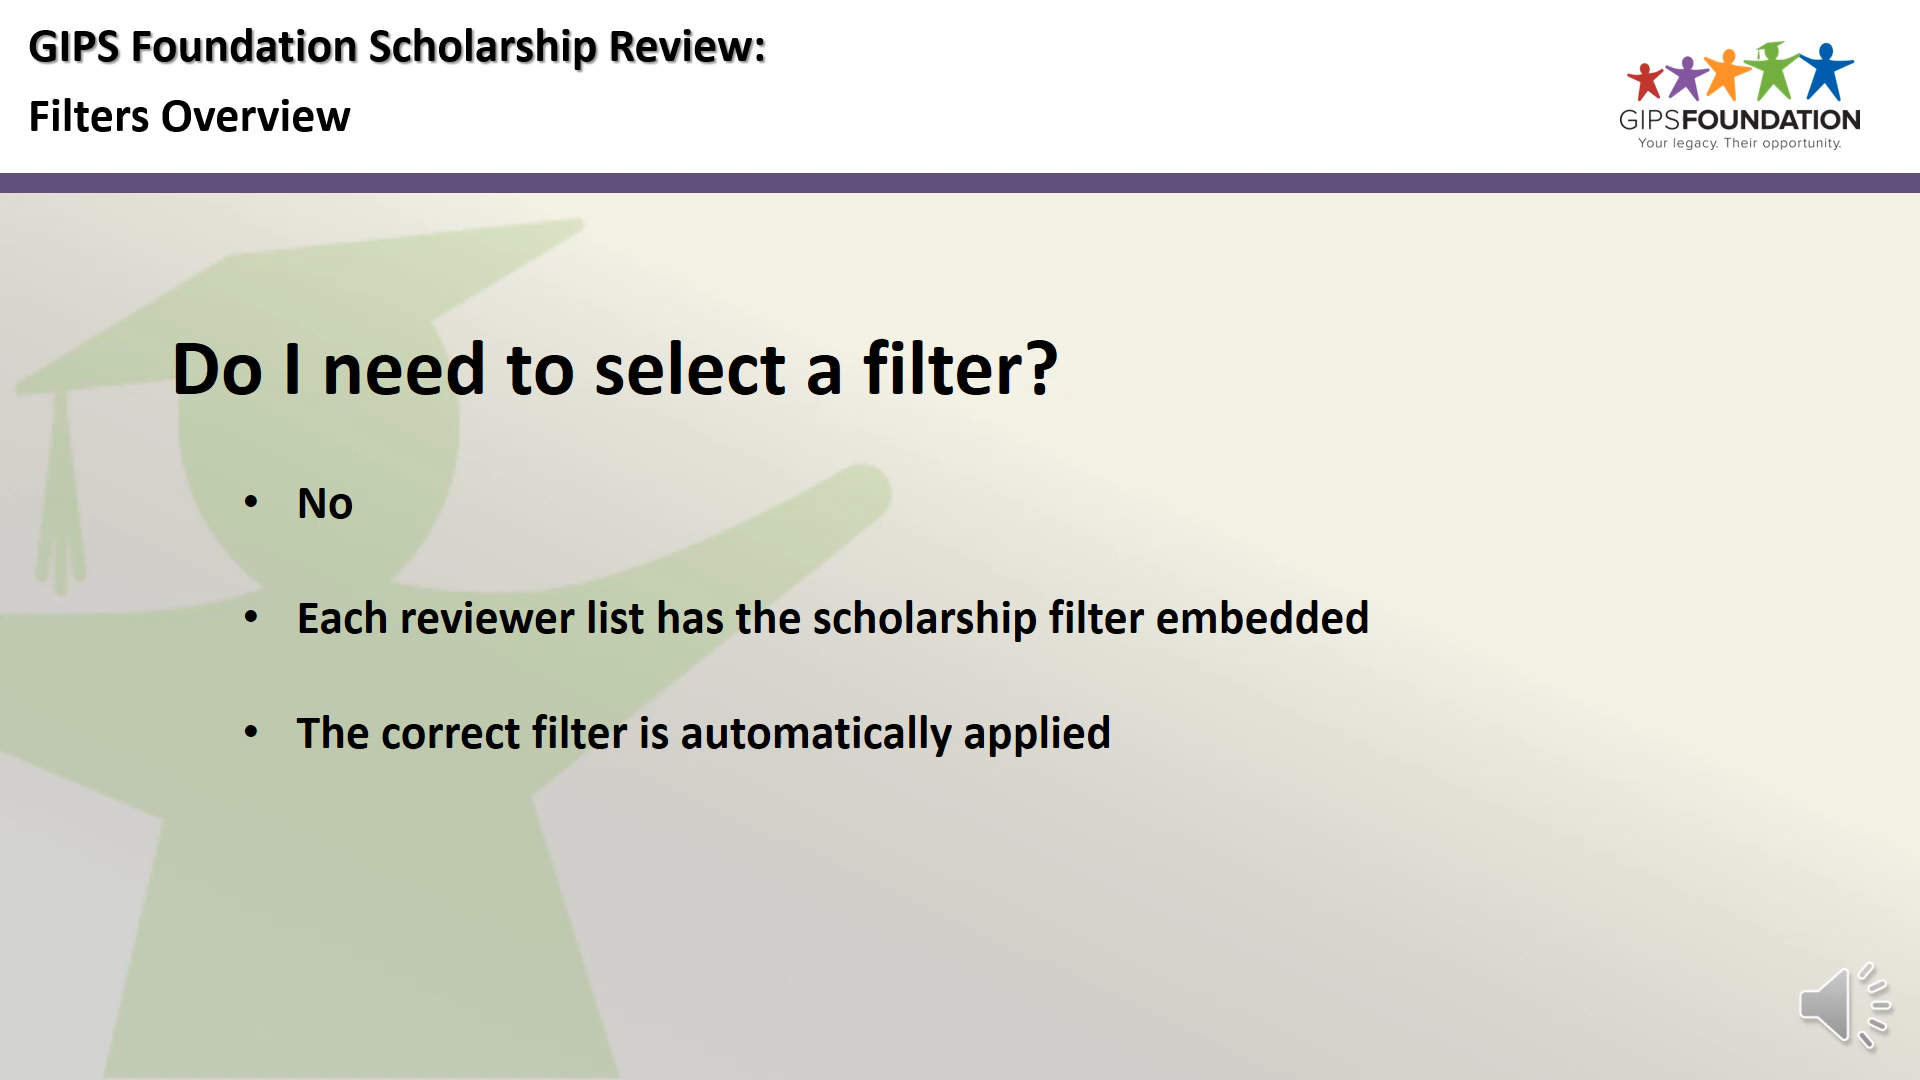 GIPS Foundation Scholarship Review:
Filters Overview
GIPSFOUNDATION
Your legacy. Their opportunity.
Do I need to select a filter?
• No
• Each reviewer list has the scholarship filter embedded
• The correct filter is automatically applied